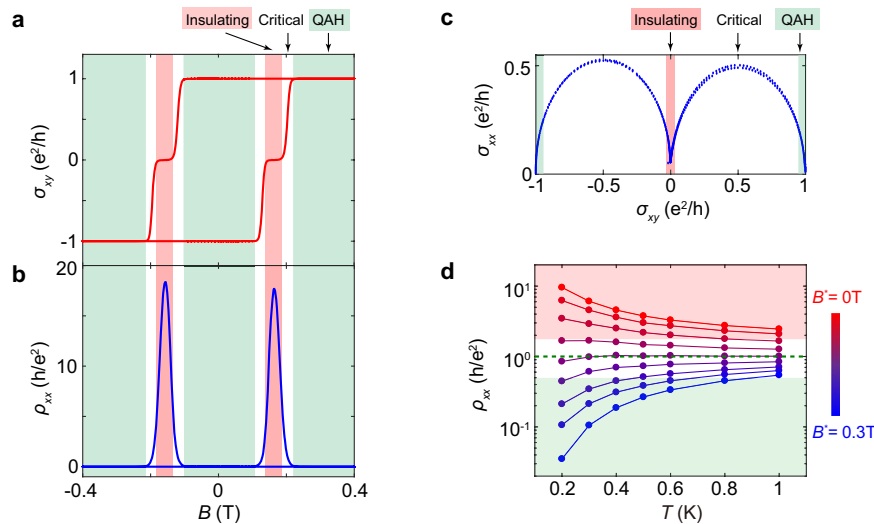 a
Insulating Critical QAH
1
0
-1
σxy (e²/h)
b
20
10
0
ρxx (h/e²)
-0.4 0 0.4
B (T)
c
Insulating Critical QAH
0.5
0
σxx (e²/h)
-1 -0.5 0 0.5 1
σxy (e²/h)
d
10¹
10⁰
10⁻¹
ρxx (h/e²)
0.2 0.4 0.6 0.8 1
T (K)
B*= 0T
B*= 0.3T